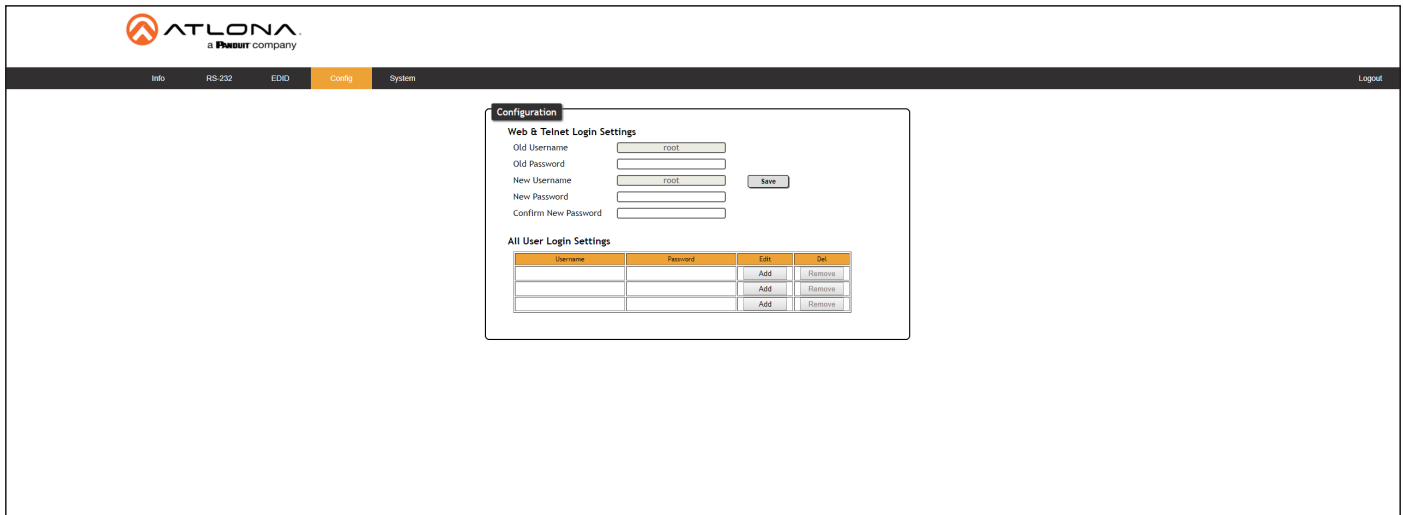 ATLONA.
a PANDUIT company
Info RS-232 EDID Config System Logout
Configuration
Web & Telnet Login Settings
Old Username root
Old Password
New Username root Save
New Password
Confirm New Password
All User Login Settings
Username Password Edit Del
Add Remove
Add Remove
Add Remove